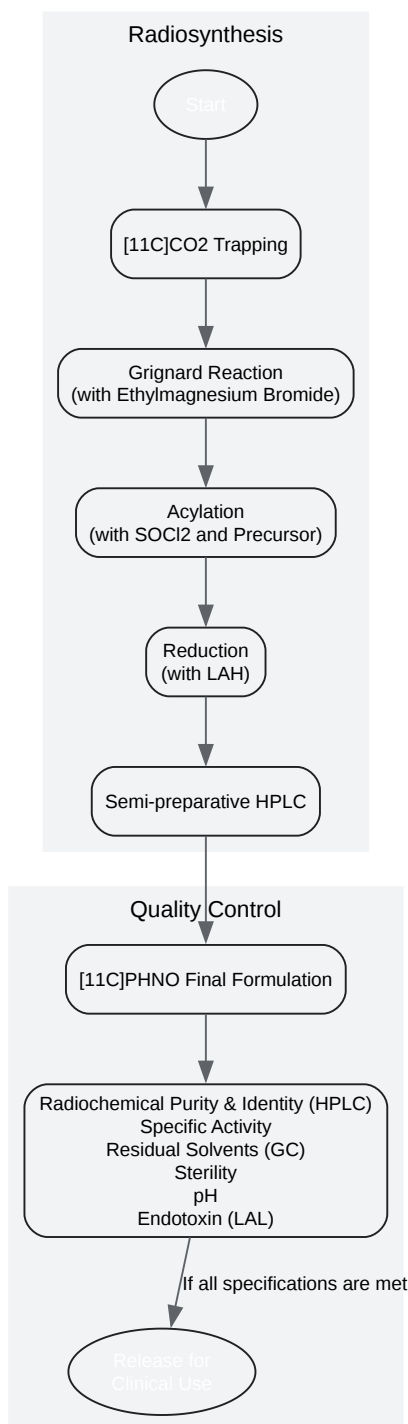 Radiosynthesis
Start
[11C]CO2 Trapping
Grignard Reaction
(with Ethylmagnesium Bromide)
Acylation
(with SOCl2 and Precursor)
Reduction
(with LAH)
Semi-preparative HPLC
Quality Control
[11C]PHNO Final Formulation
Radiochemical Purity & Identity (HPLC)
Specific Activity
Residual Solvents (GC)
Sterility
pH
Endotoxin (LAL)
If all specifications are met
Release for
Clinical Use